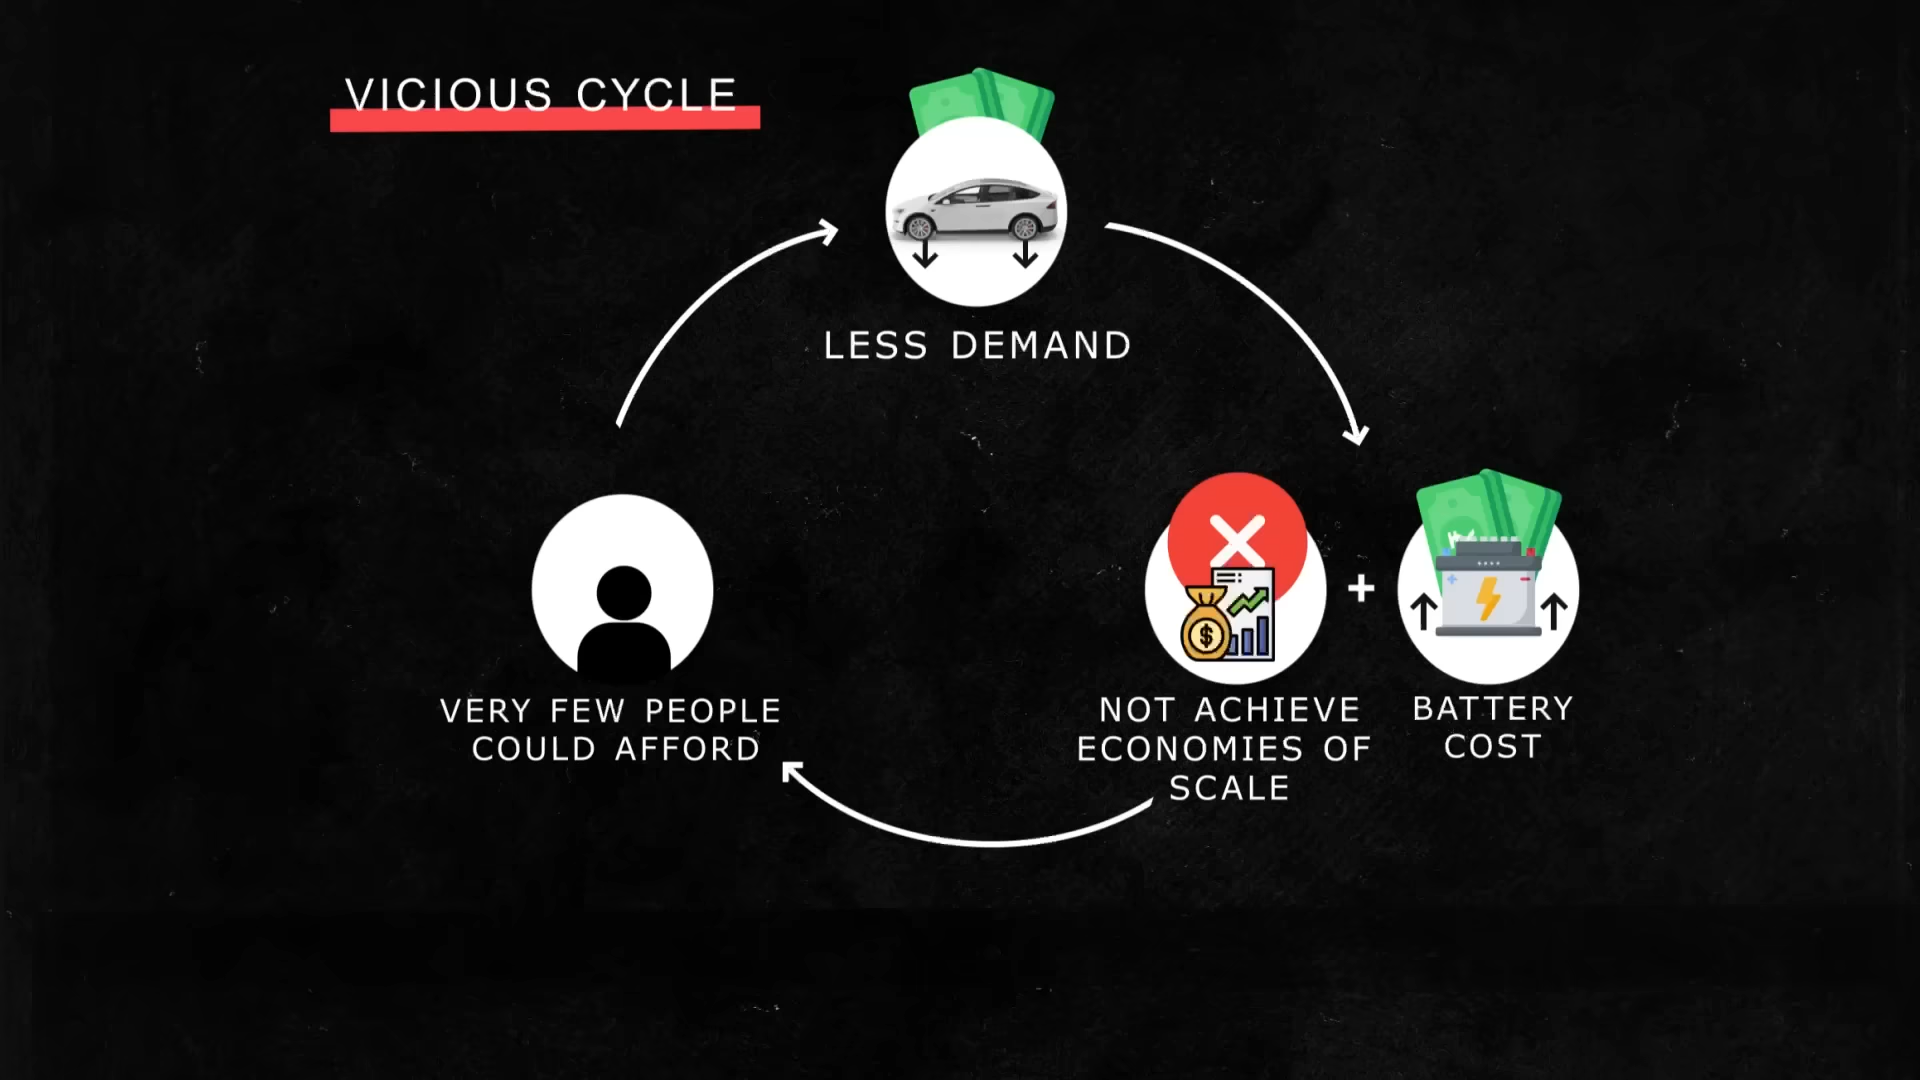 VICIOUS CYCLE
LESS DEMAND
VERY FEW PEOPLE
COULD AFFORD
NOT ACHIEVE
ECONOMIES OF
SCALE
+
BATTERY
COST